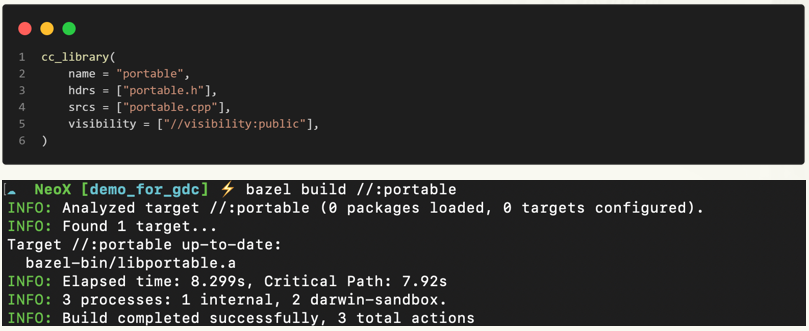 1 cc_library(
2     name = "portable",
3     hdrs = ["portable.h"],
4     srcs = ["portable.cpp"],
5     visibility = ["//visibility:public"],
6 )
NeoX [demo_for_gdc] ⚡ bazel build //:portable
INFO: Analyzed target //:portable (0 packages loaded, 0 targets configured).
INFO: Found 1 target...
Target //:portable up-to-date:
  bazel-bin/libportable.a
INFO: Elapsed time: 8.299s, Critical Path: 7.92s
INFO: 3 processes: 1 internal, 2 darwin-sandbox.
INFO: Build completed successfully, 3 total actions